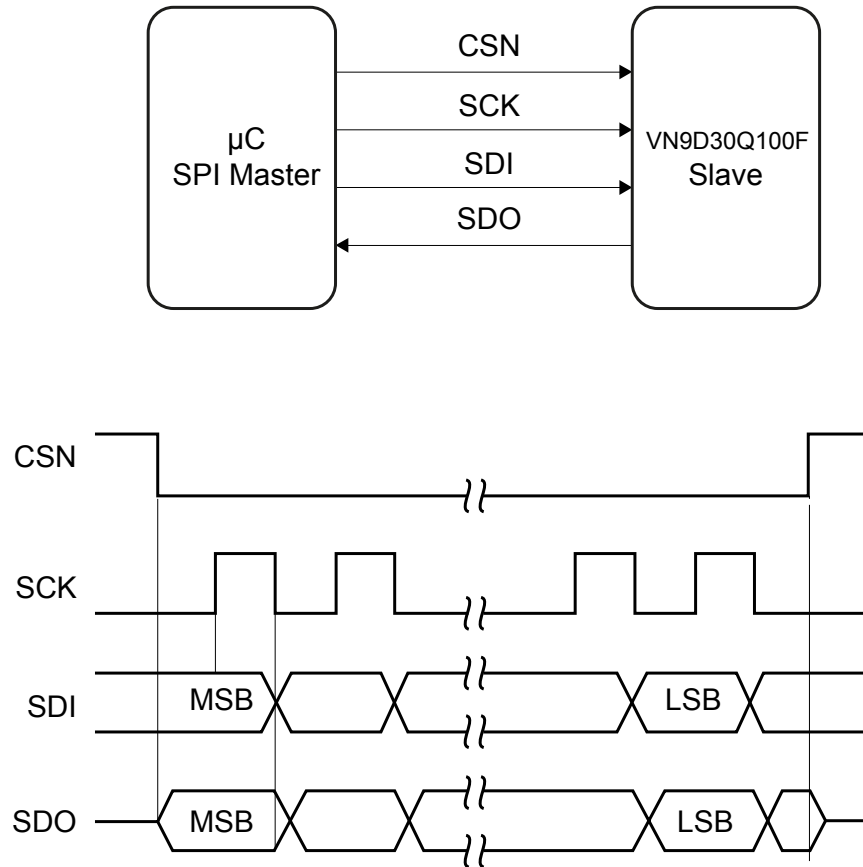 CSN
SCK
SDI
SDO
µC
SPI Master
VN9D30Q100F
Slave
CSN
SCK
SDI
MSB
LSB
SDO
MSB
LSB